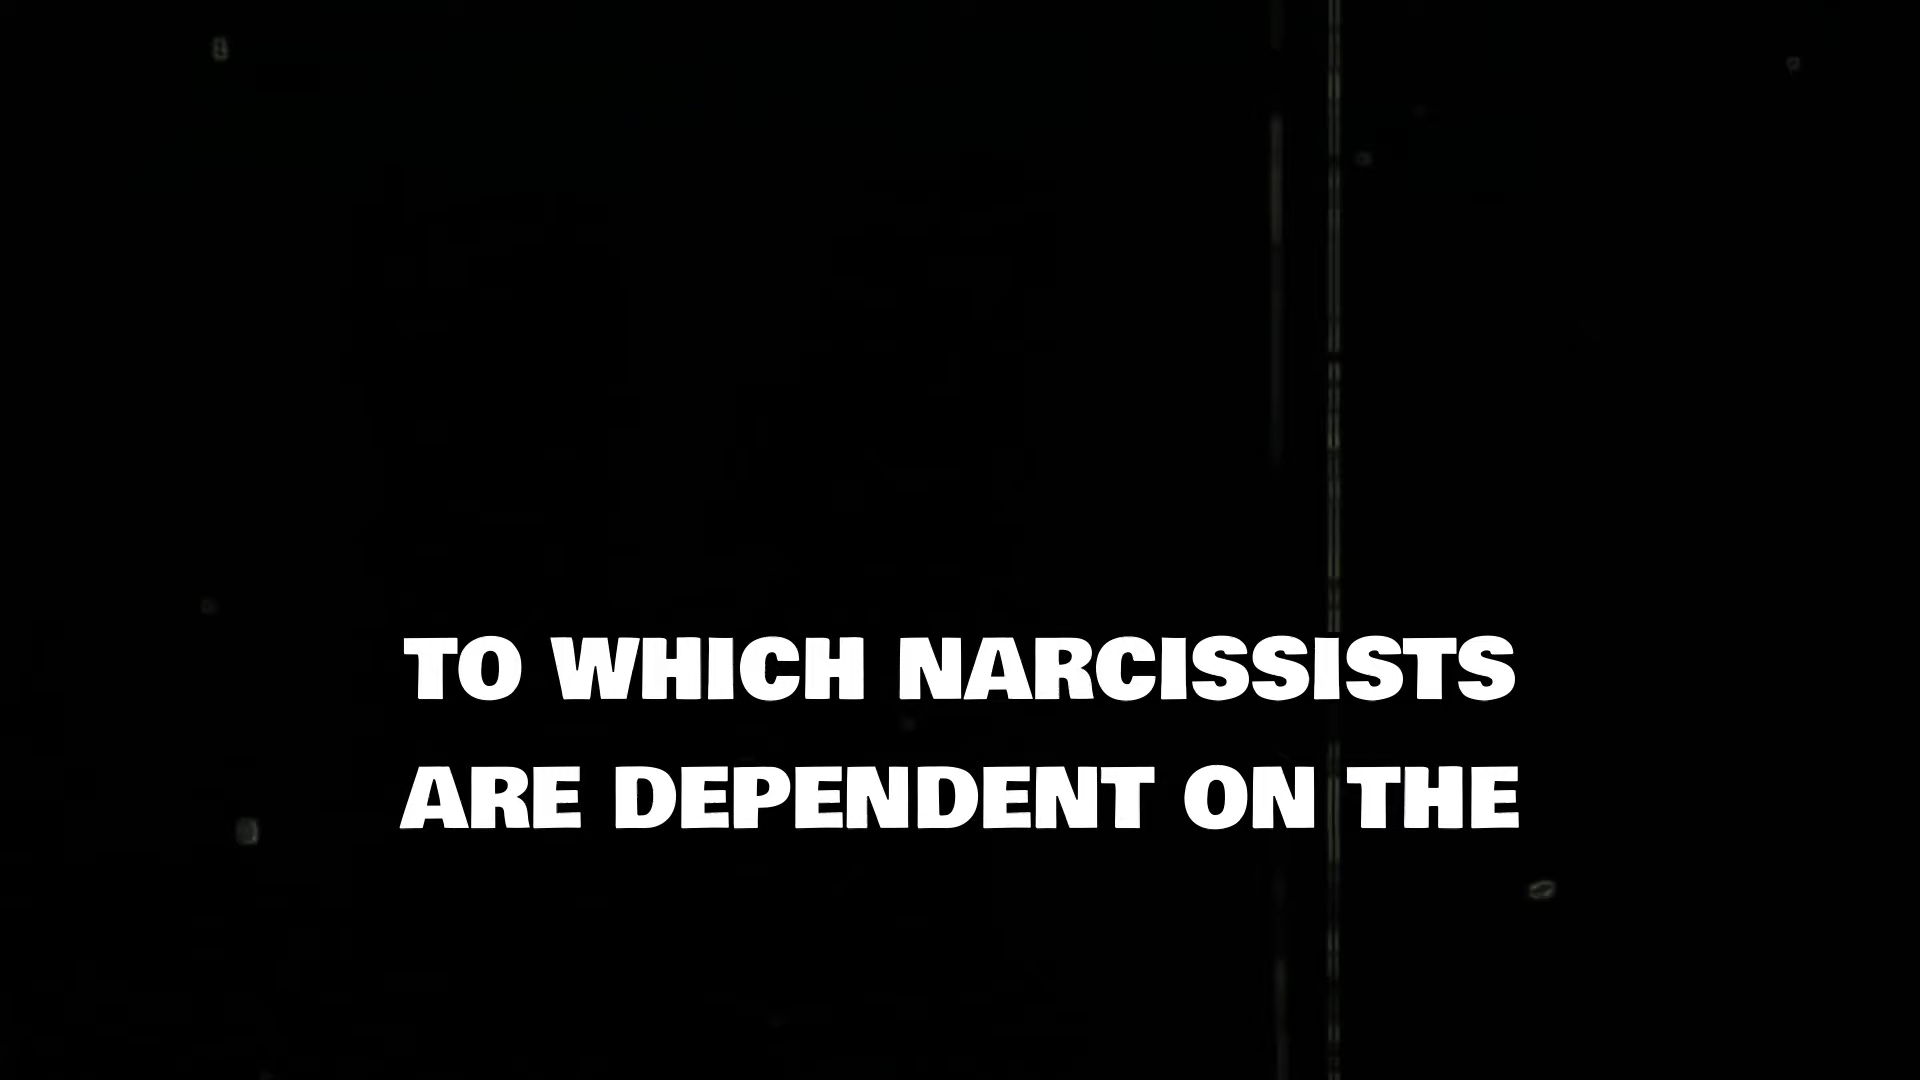 TO WHICH NARCISSISTS
ARE DEPENDENT ON THE